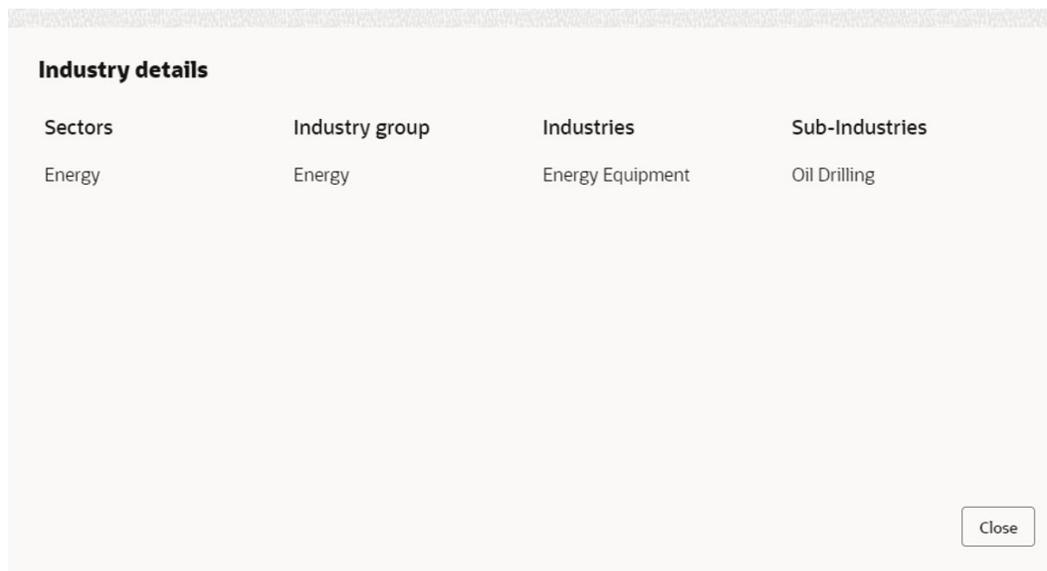 Industry details
Sectors Industry group Industries Sub-Industries
Energy Energy Energy Equipment Oil Drilling
Close